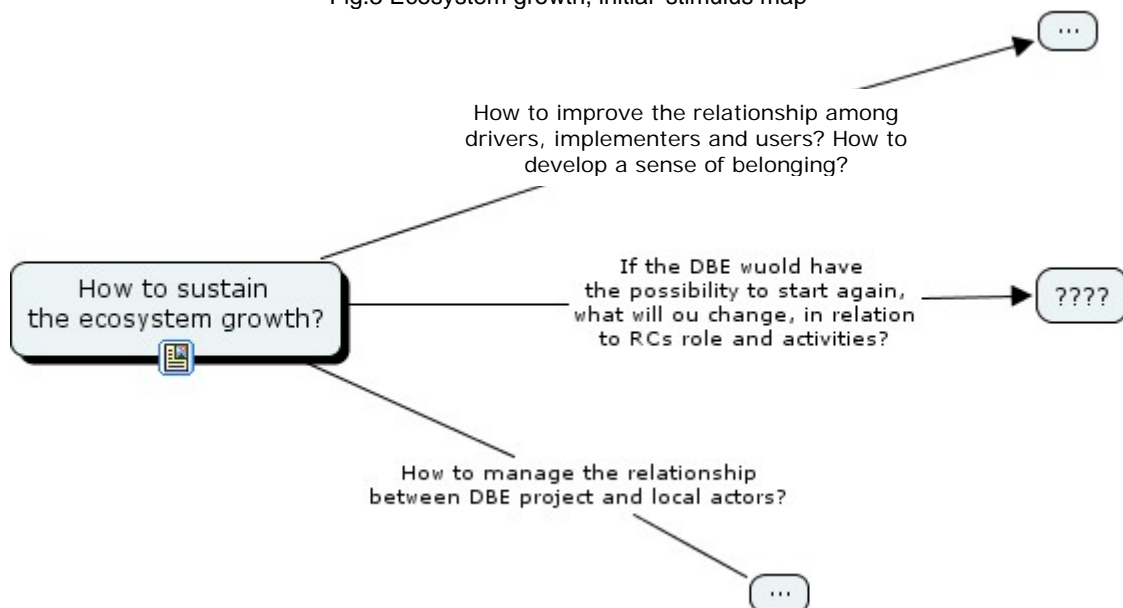 Fig.3 Ecosystem growth, initial stimulus map
...
How to improve the relationship among
drivers, implementers and users? How to
develop a sense of belonging?
If the DBE wuold have
the possibility to start again,
what will ou change, in relation
to RCs role and activities?
????
How to sustain
the ecosystem growth?
How to manage the relationship
between DBE project and local actors?
...